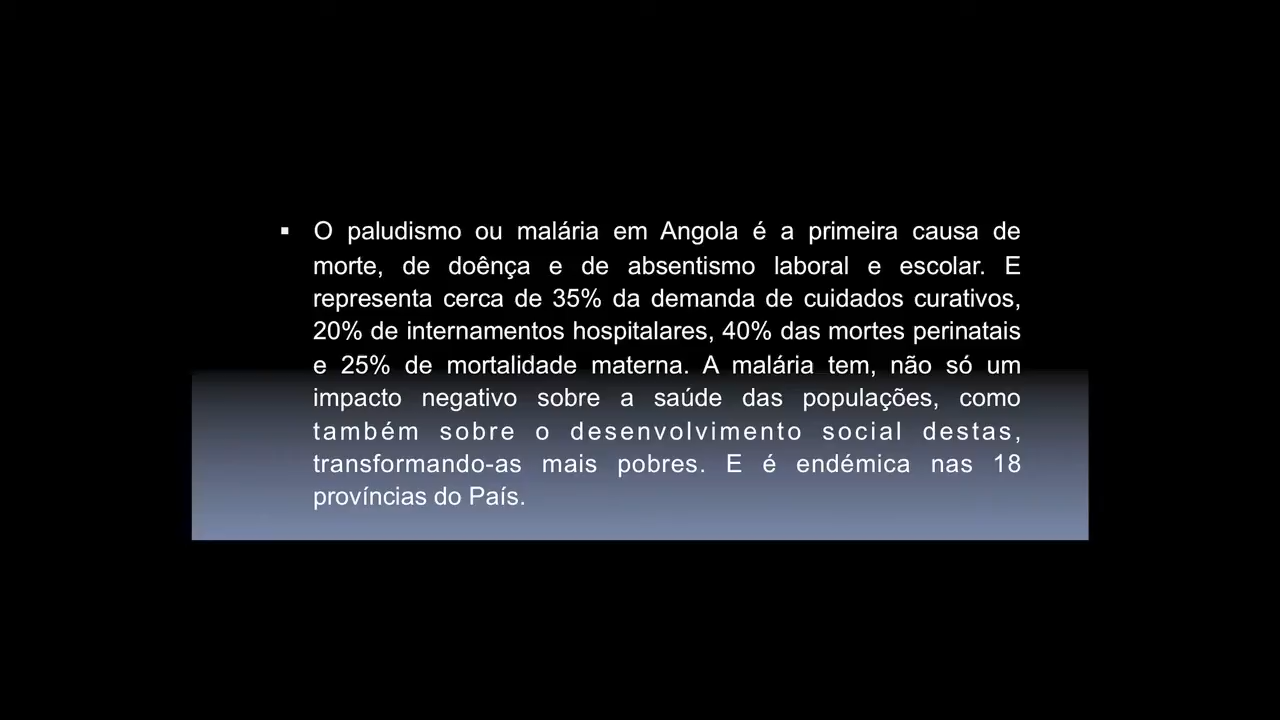 ▪ O paludismo ou malária em Angola é a primeira causa de
morte, de doênça e de absentismo laboral e escolar. E
representa cerca de 35% da demanda de cuidados curativos,
20% de internamentos hospitalares, 40% das mortes perinatais
e 25% de mortalidade materna. A malária tem, não só um
impacto negativo sobre a saúde das populações, como
também sobre o desenvolvimento social destas,
transformando-as mais pobres. E é endémica nas 18
províncias do País.